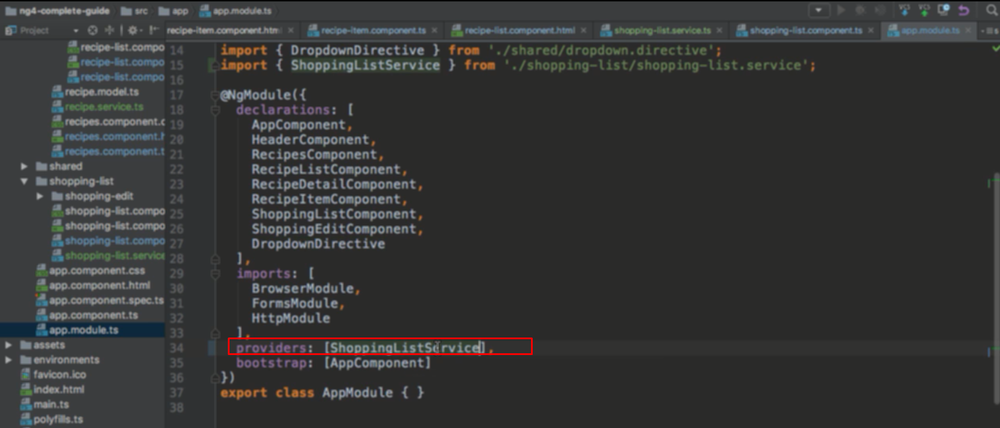 ng4-complete-guide src app app.module.ts
Project
recipe-item.component.html recipe-item.component.ts recipe-list.component.html shopping-list.service.ts shopping-list.component.ts app.module.ts
recipe-list.compo
recipe-list.compo
recipe-list.compo
recipe.model.ts
recipe.service.ts
recipes.component.c
recipes.component.h
recipes.component.t
shared
shopping-list
shopping-edit
shopping-list.compo
shopping-list.compo
shopping-list.compo
shopping-list.service
app.component.css
app.component.html
app.component.spec.ts
app.component.ts
app.module.ts
assets
environments
favicon.ico
index.html
main.ts
polyfills.ts
14 import { DropdownDirective } from './shared/dropdown.directive';
15 import { ShoppingListService } from './shopping-list/shopping-list.service';
16
17 @NgModule({
18 declarations: [
19 AppComponent,
20 HeaderComponent,
21 RecipesComponent,
22 RecipeListComponent,
23 RecipeDetailComponent,
24 RecipeItemComponent,
25 ShoppingListComponent,
26 ShoppingEditComponent,
27 DropdownDirective
28 ],
29 imports: [
30 BrowserModule,
31 FormsModule,
32 HttpModule
33 ],
34 providers: [ShoppingListService],
35 bootstrap: [AppComponent]
36 })
37 export class AppModule { }
38